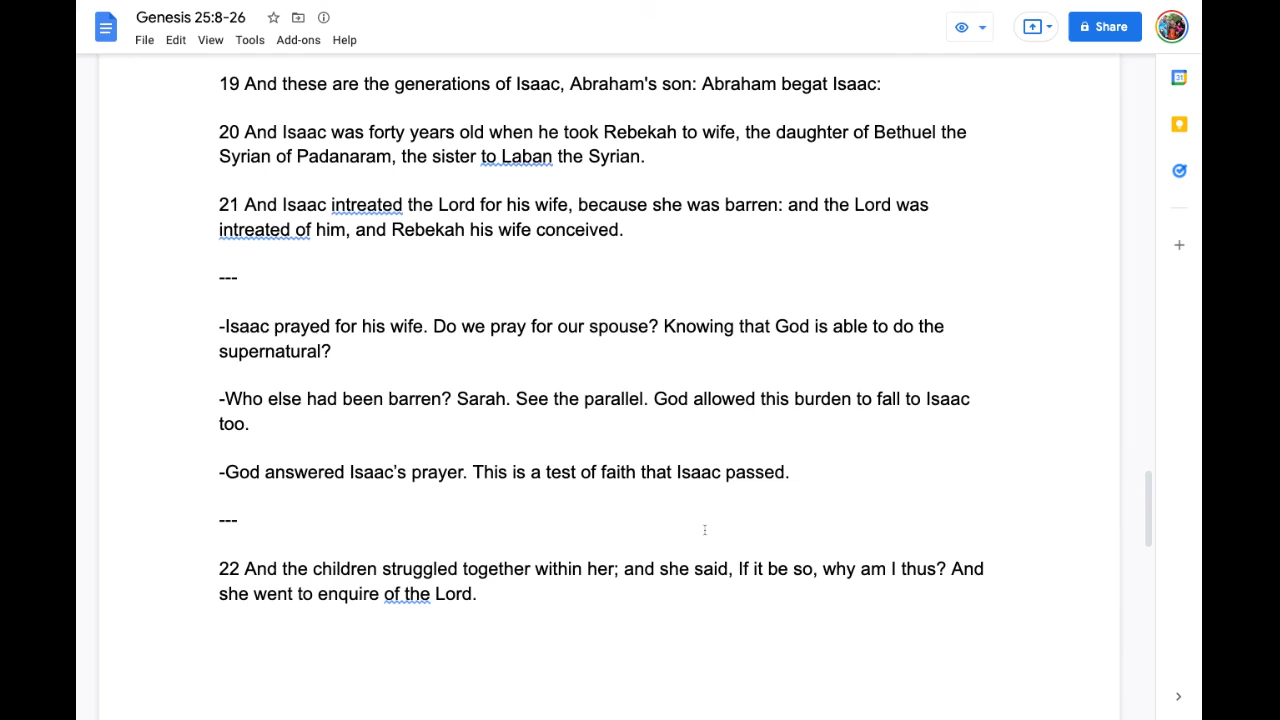 Genesis 25:8-26
File Edit View Tools Add-ons Help
Share
31
19 And these are the generations of Isaac, Abraham's son: Abraham begat Isaac:
20 And Isaac was forty years old when he took Rebekah to wife, the daughter of Bethuel the
Syrian of Padanaram, the sister to Laban the Syrian.
21 And Isaac intreated the Lord for his wife, because she was barren: and the Lord was
intreated of him, and Rebekah his wife conceived.
---
-Isaac prayed for his wife. Do we pray for our spouse? Knowing that God is able to do the
supernatural?
-Who else had been barren? Sarah. See the parallel. God allowed this burden to fall to Isaac
too.
-God answered Isaac's prayer. This is a test of faith that Isaac passed.
---
22 And the children struggled together within her; and she said, If it be so, why am I thus? And
she went to enquire of the Lord.